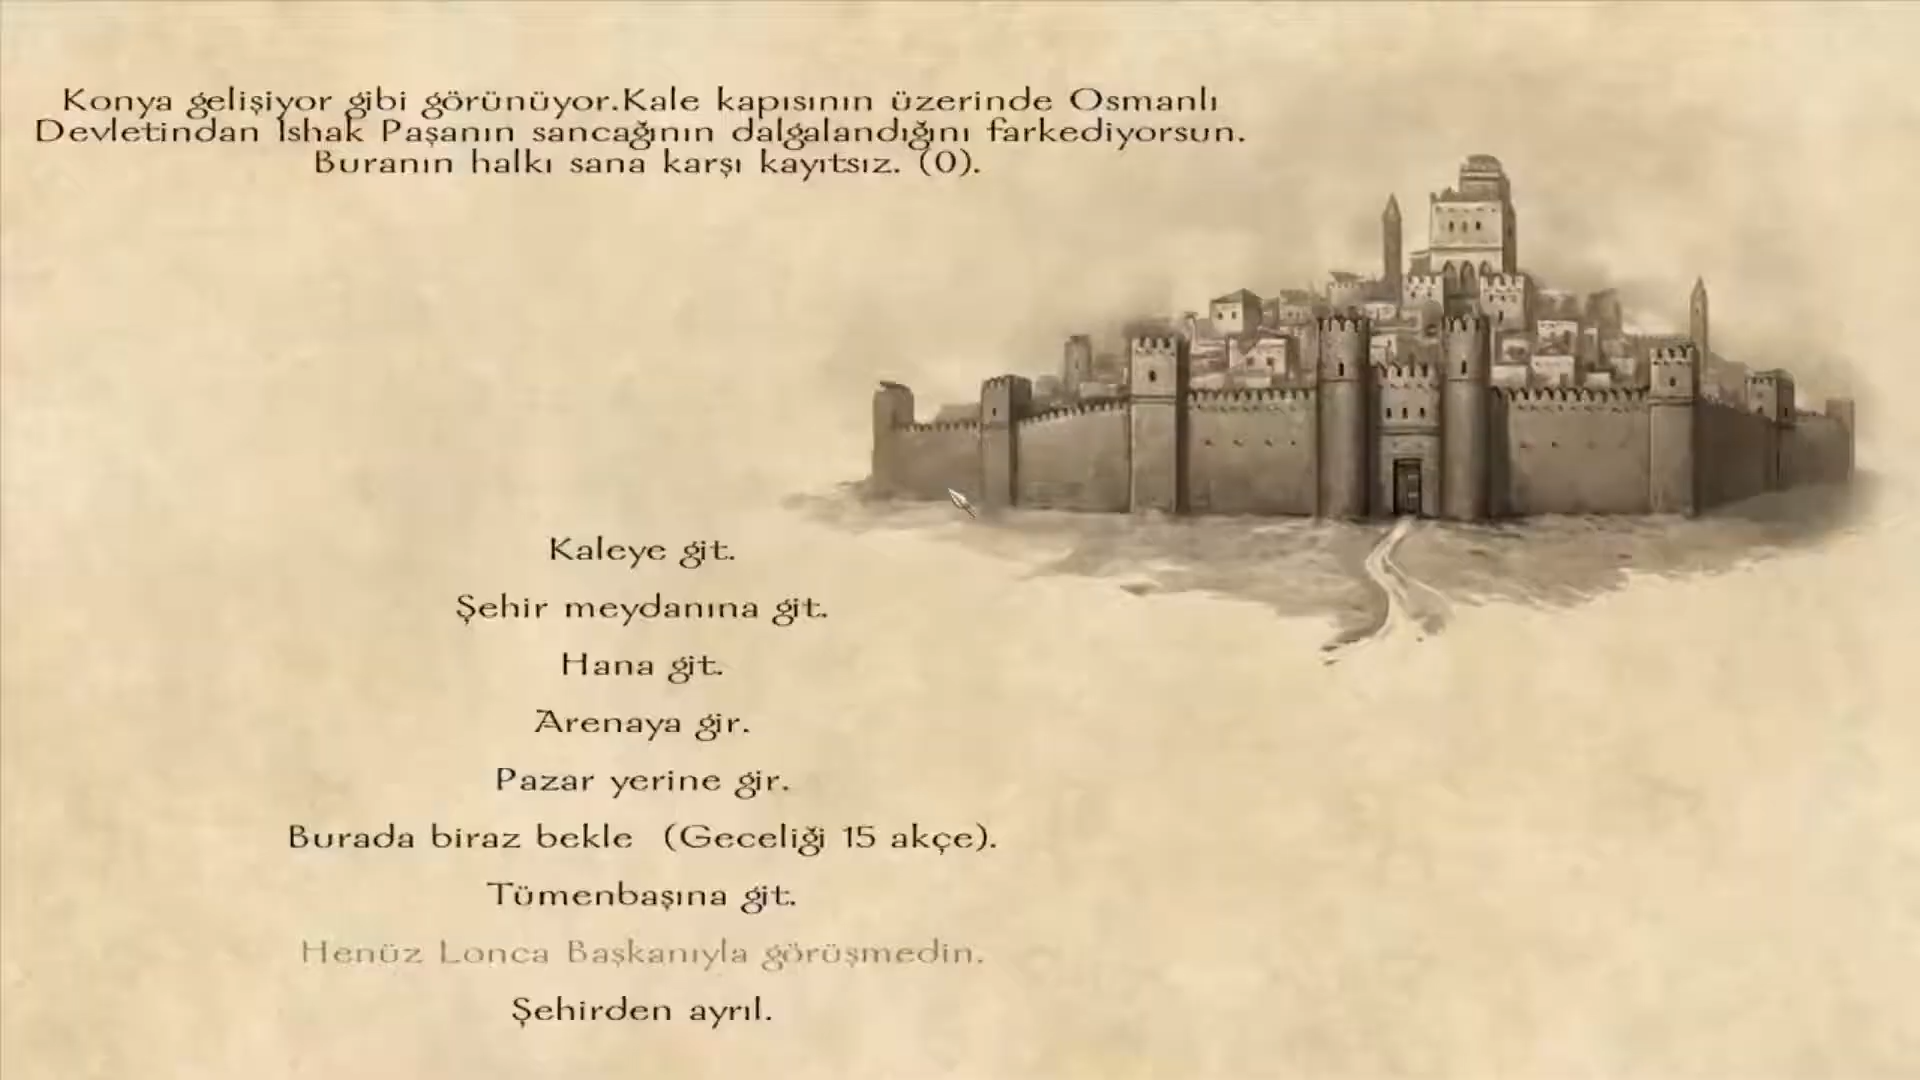 Konya gelişiyor gibi görünüyor.Kale kapısının üzerinde Osmanlı
Devletindan İshak Paşanın sancağının dalgalandığını farkediyorsun.
Buranın halkı sana karşı kayıtsız. (0).
Kaleye git.
Şehir meydanına git.
Hana git.
Arenaya gir.
Pazar yerine gir.
Burada biraz bekle (Geceliği 15 akçe).
Tümenbaşına git.
Henüz Lonca Başkanıyla görüşmedin.
Şehirden ayrıl.